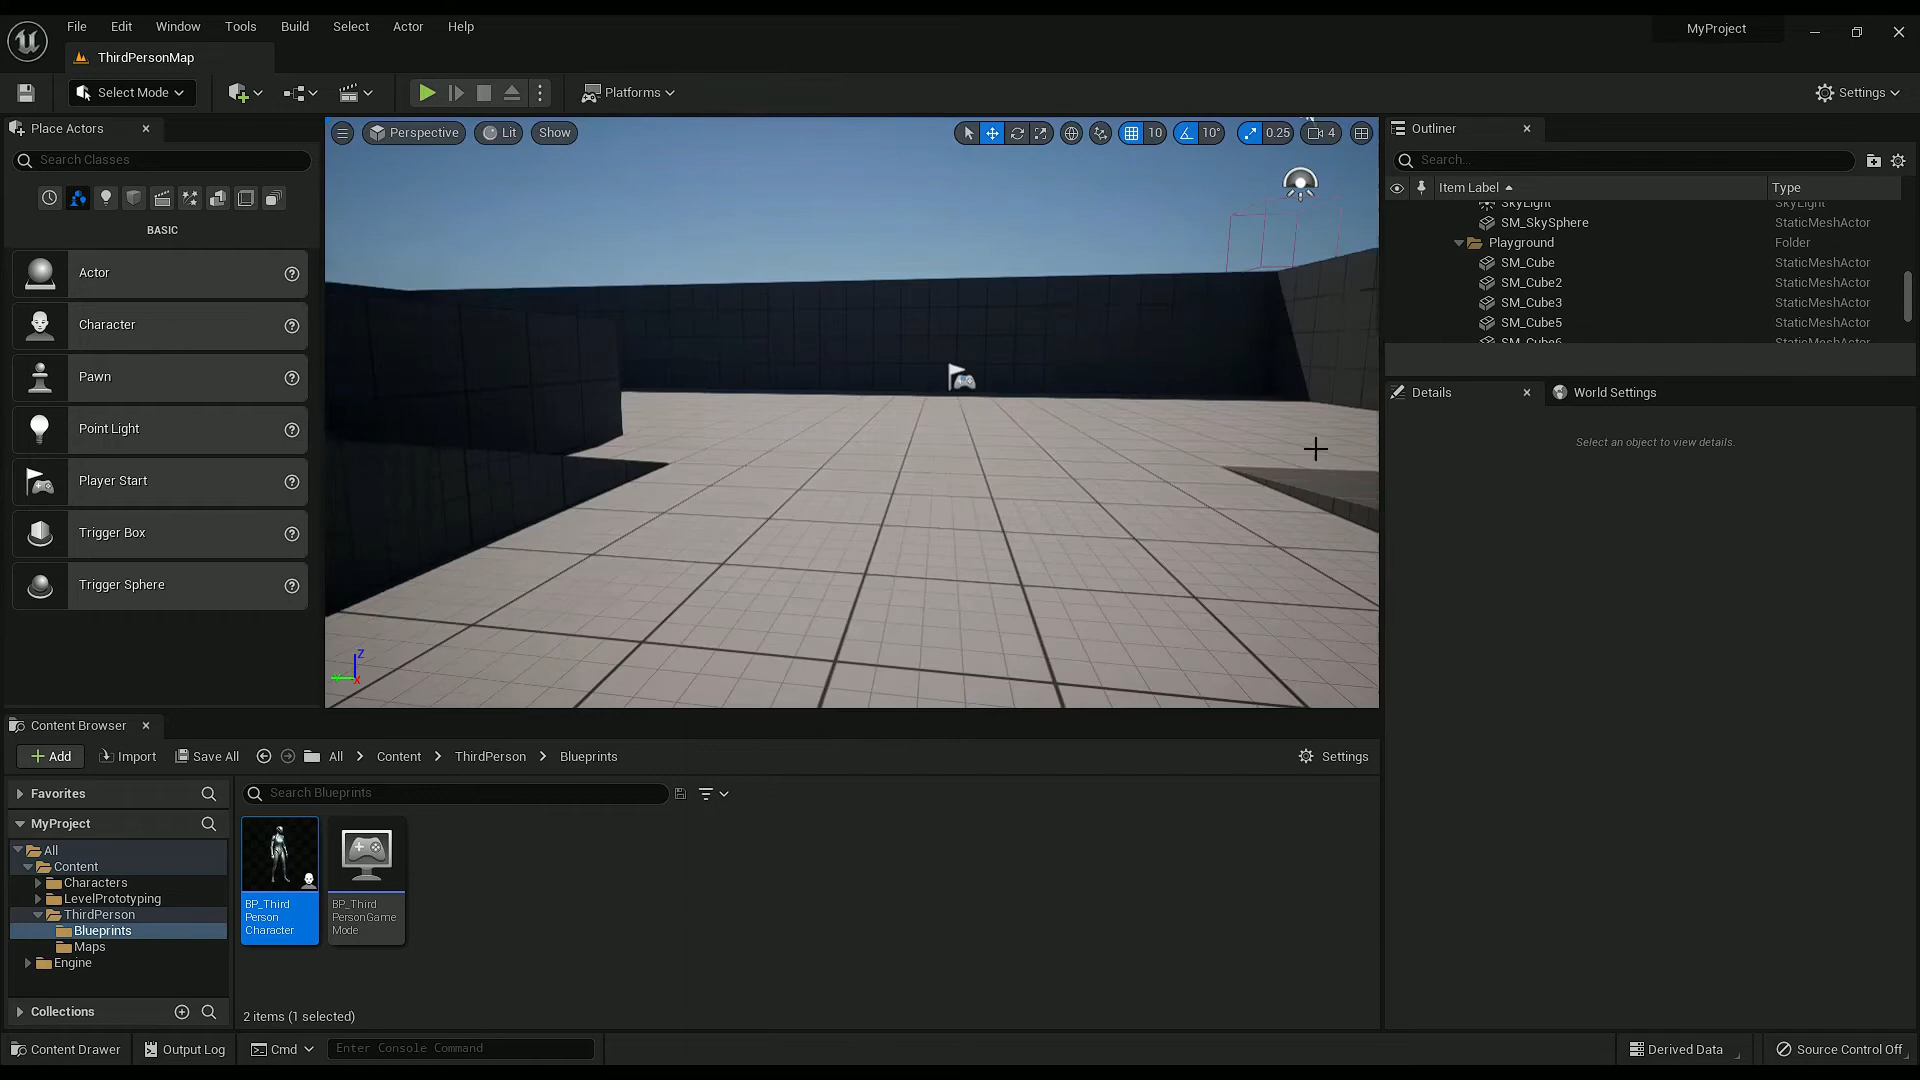 File Edit Window Tools Build Select Actor Help MyProject
ThirdPersonMap
Select Mode Platforms Settings
Place Actors
Search Classes
BASIC
Actor
Character
Pawn
Point Light
Player Start
Trigger Box
Trigger Sphere
Perspective Lit Show 10 10° 0.25 4
Outliner
Search...
Item Label Type
SkyLight SkyLight
SM_SkySphere StaticMeshActor
Playground Folder
SM_Cube StaticMeshActor
SM_Cube2 StaticMeshActor
SM_Cube3 StaticMeshActor
SM_Cube5 StaticMeshActor
SM_Cube6 StaticMeshActor
Details World Settings
Select an object to view details.
Z
X
Content Browser
Add Import Save All All Content ThirdPerson Blueprints Settings
Favorites
MyProject
All
Content
Characters
LevelPrototyping
ThirdPerson
Blueprints
Maps
Engine
Collections
Search Blueprints
BP_Third
Person
Character
BP_Third
PersonGame
Mode
2 items (1 selected)
Content Drawer Output Log Cmd Enter Console Command Derived Data Source Control Off